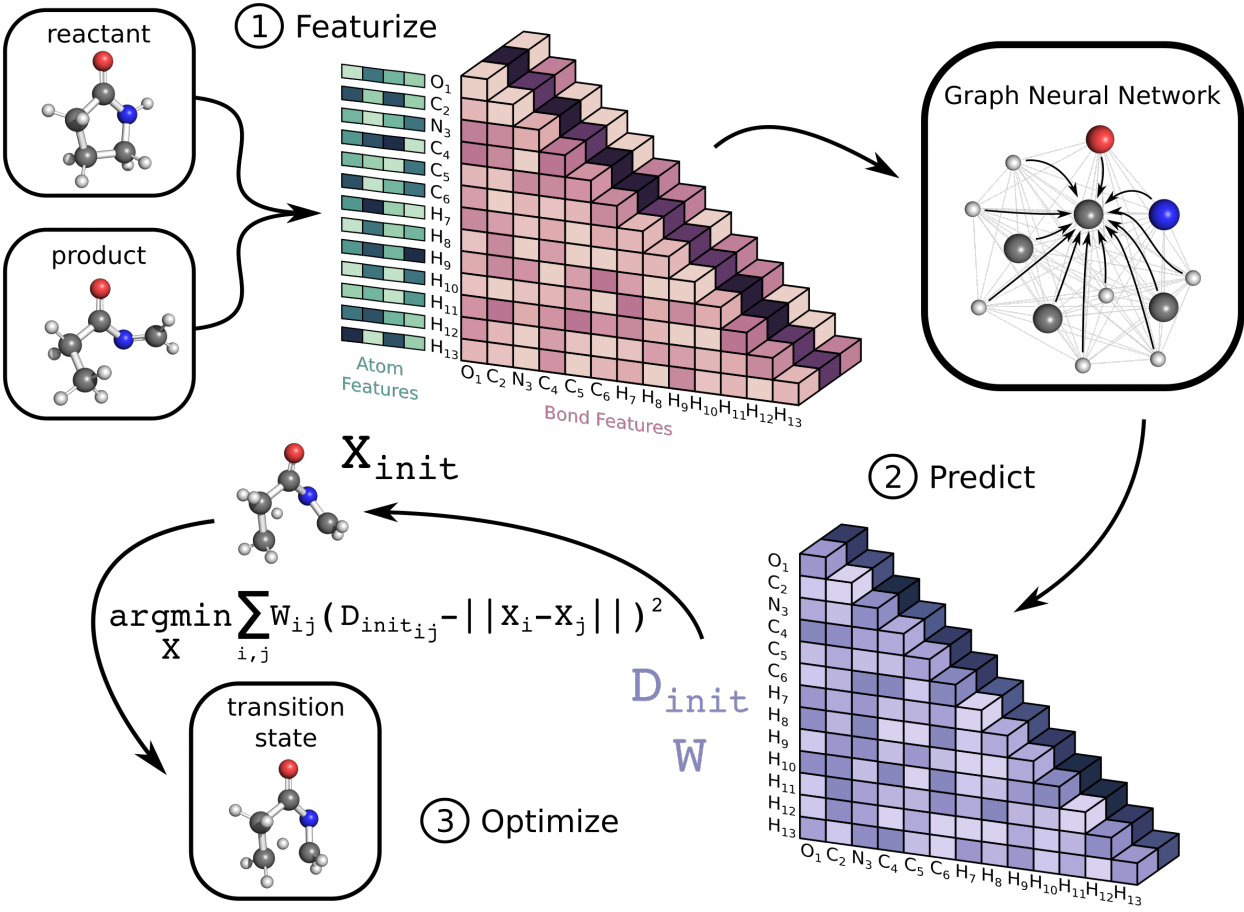 reactant
product
1 Featurize
O1
C2
N3
C4
C5
C6
H7
H8
H9
H10
H11
H12
H13
Atom
Features
O1 C2 N3 C4 C5 C6 H7 H8 H9 H10 H11 H12 H13
Bond Features
Graph Neural Network
2 Predict
O1
C2
N3
C4
C5
C6
H7
H8
H9
H10
H11
H12
H13
O1 C2 N3 C4 C5 C6 H7 H8 H9 H10 H11 H12 H13
Dinit
W
Xinit
argmin ∑ Wij(Dinitij-||Xi-Xj||)2
X i,j
transition
state
3 Optimize